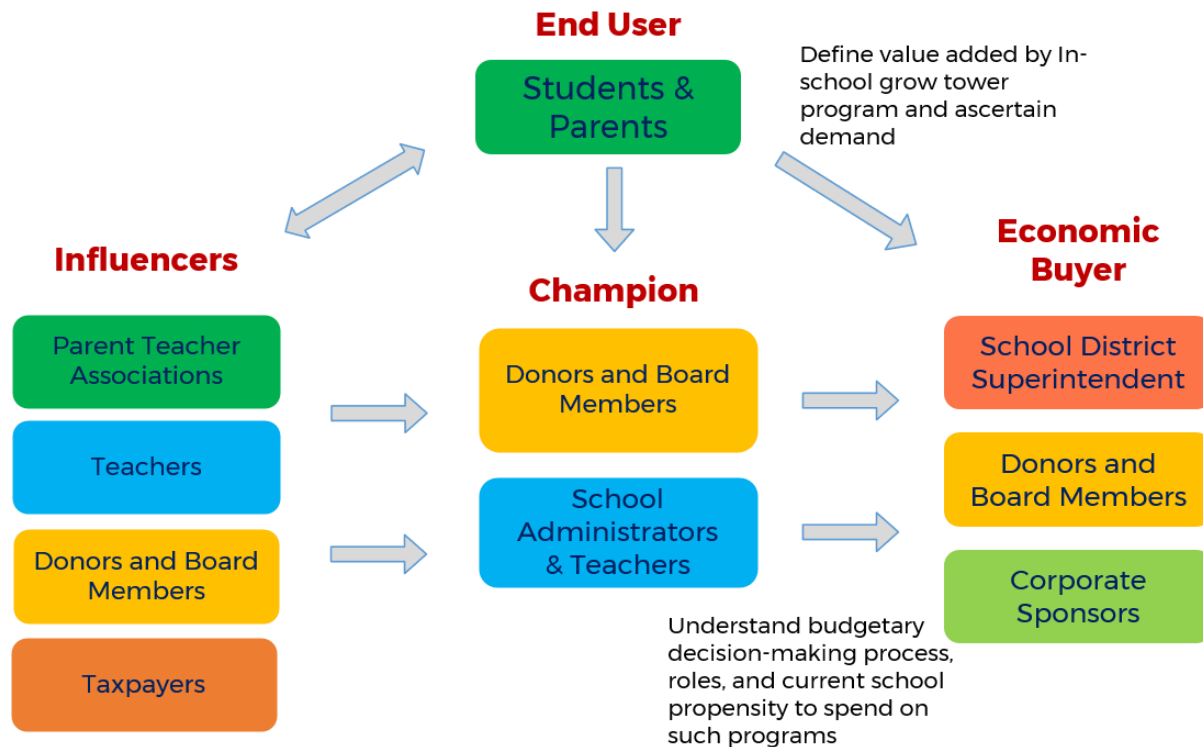 End User
Students &
Parents
Define value added by In-
school grow tower
program and ascertain
demand
Influencers
Parent Teacher
Associations
Teachers
Donors and Board
Members
Taxpayers
Champion
Donors and Board
Members
School
Administrators
& Teachers
Economic
Buyer
School District
Superintendent
Donors and
Board Members
Corporate
Sponsors
Understand budgetary
decision-making process,
roles, and current school
propensity to spend on
such programs